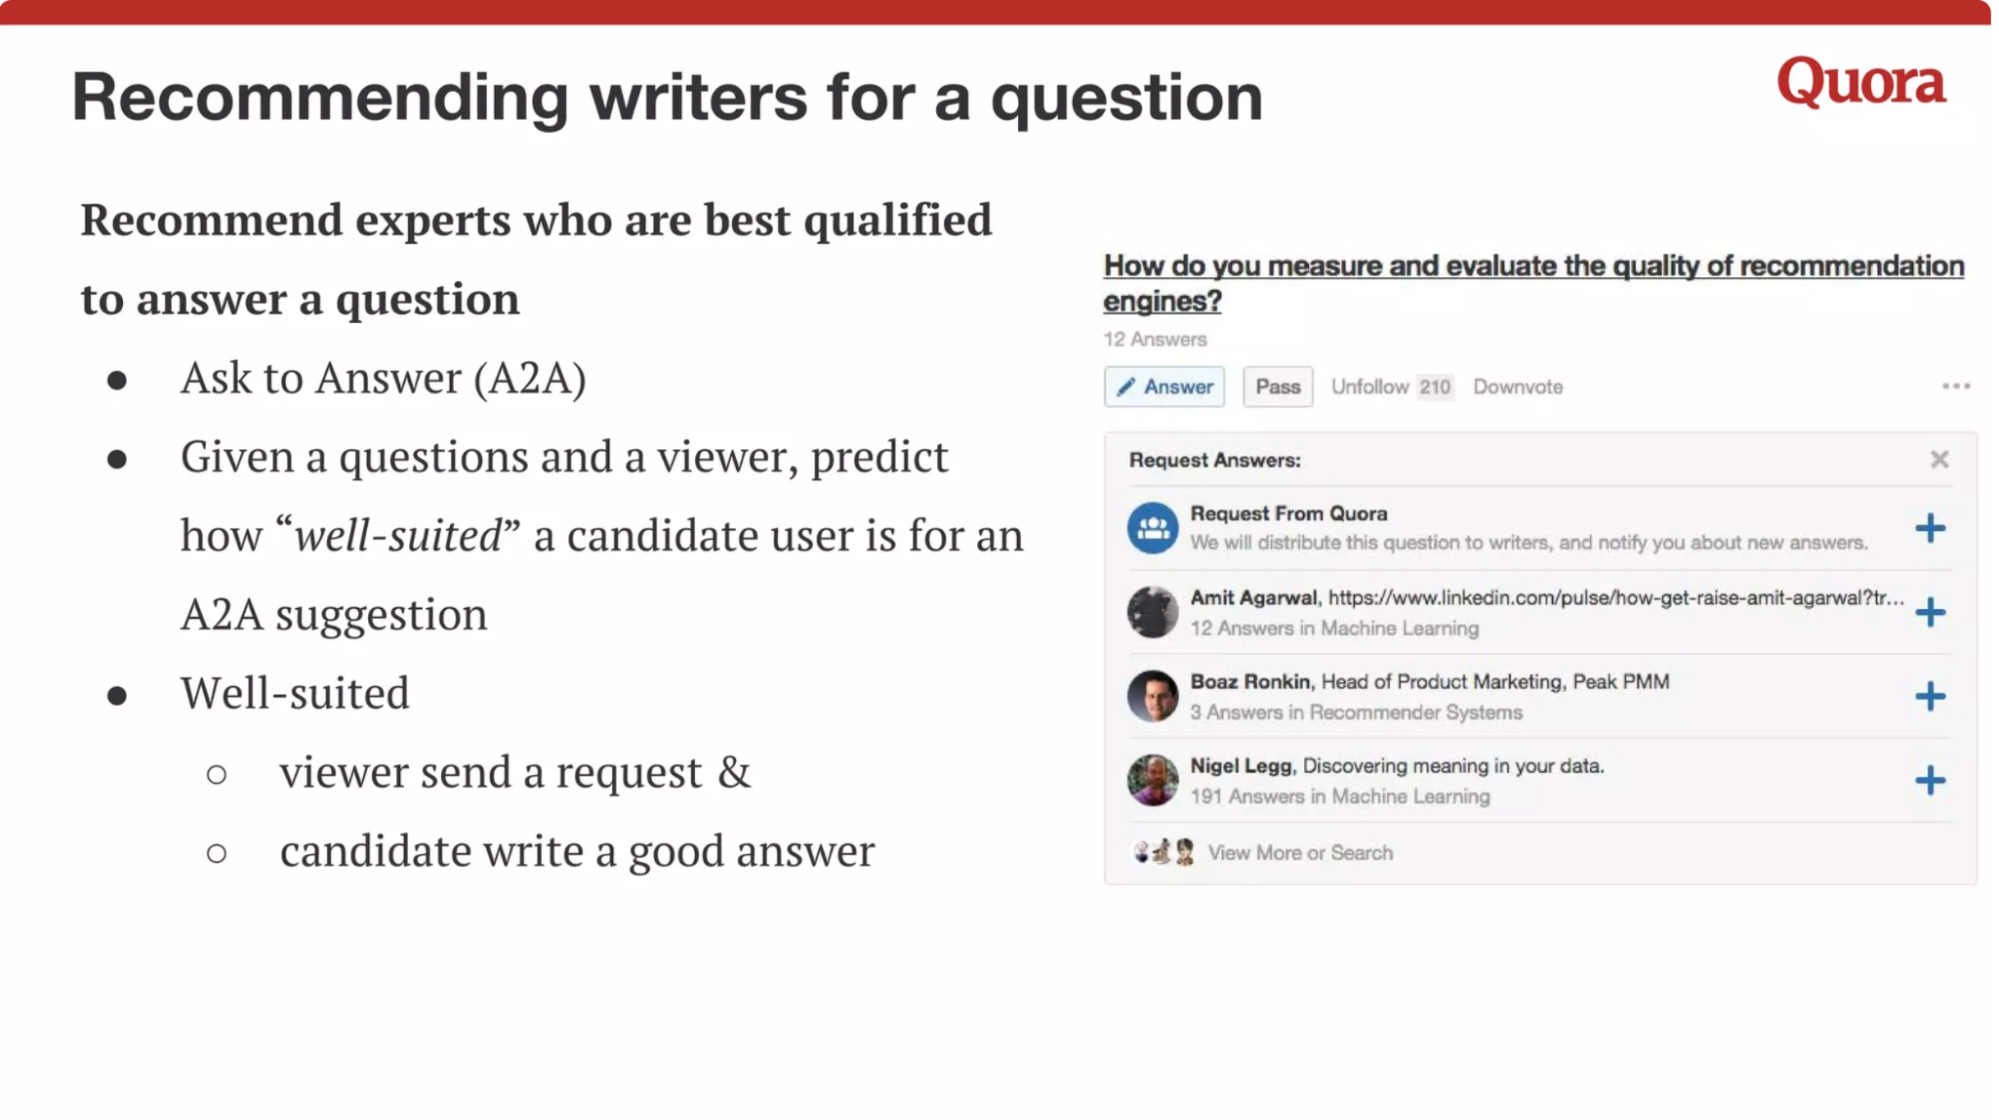 Recommending writers for a question
Quora
Recommend experts who are best qualified
to answer a question
● Ask to Answer (A2A)
● Given a questions and a viewer, predict
how “well-suited” a candidate user is for an
A2A suggestion
● Well-suited
○ viewer send a request &
○ candidate write a good answer
How do you measure and evaluate the quality of recommendation
engines?
12 Answers
Answer Pass Unfollow 210 Downvote
Request Answers:
Request From Quora
We will distribute this question to writers, and notify you about new answers.
Amit Agarwal, https://www.linkedin.com/pulse/how-get-raise-amit-agarwal?tr...
12 Answers in Machine Learning
Boaz Ronkin, Head of Product Marketing, Peak PMM
3 Answers in Recommender Systems
Nigel Legg, Discovering meaning in your data.
191 Answers in Machine Learning
View More or Search